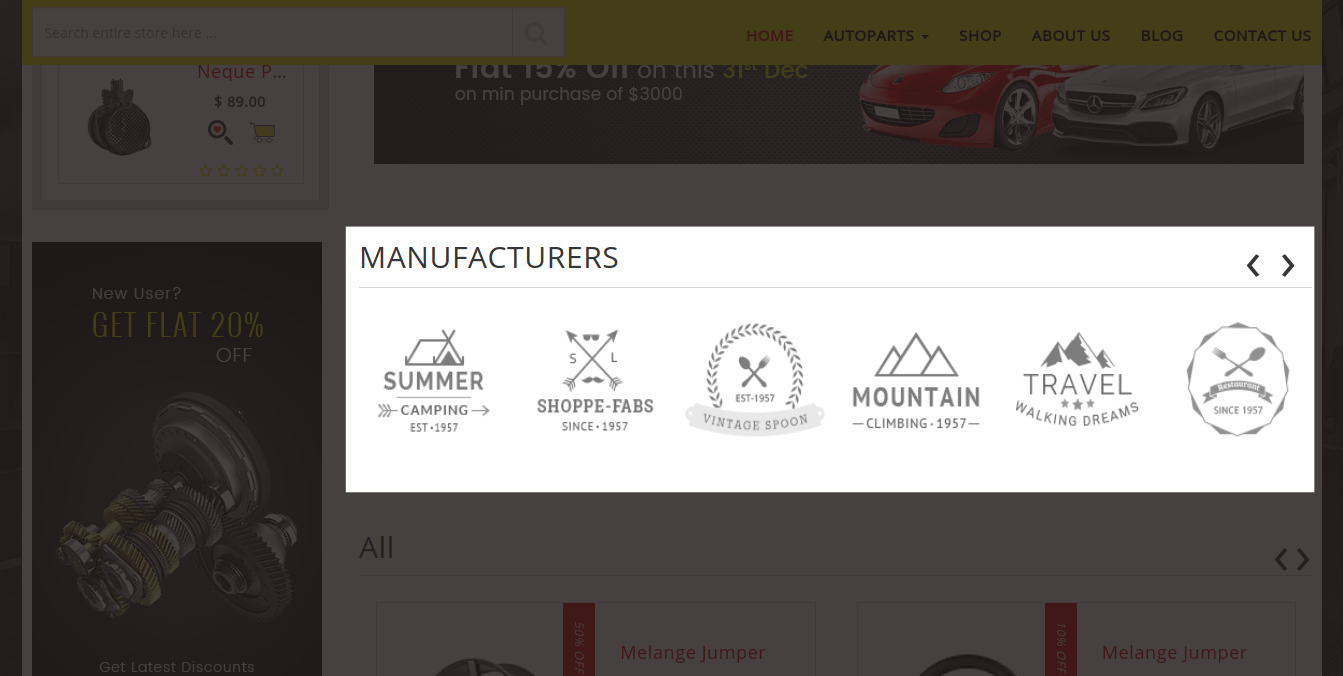 Search entire store here ...
HOME AUTOPARTS SHOP ABOUT US BLOG CONTACT US
Neque P...
$ 89.00
Flat 15% Off on this 31st Dec
on min purchase of $3000
New User?
GET FLAT 20%
OFF
Get Latest Discounts
MANUFACTURERS
SUMMER
CAMPING
EST•1957
S L
SHOPPE-FABS
SINCE•1957
EST-1957
VINTAGE SPOON
MOUNTAIN
CLIMBING•1957
TRAVEL
WALKING DREAMS
Restaurant
SINCE 1957
All
50% OFF
Melange Jumper
10% OFF
Melange Jumper